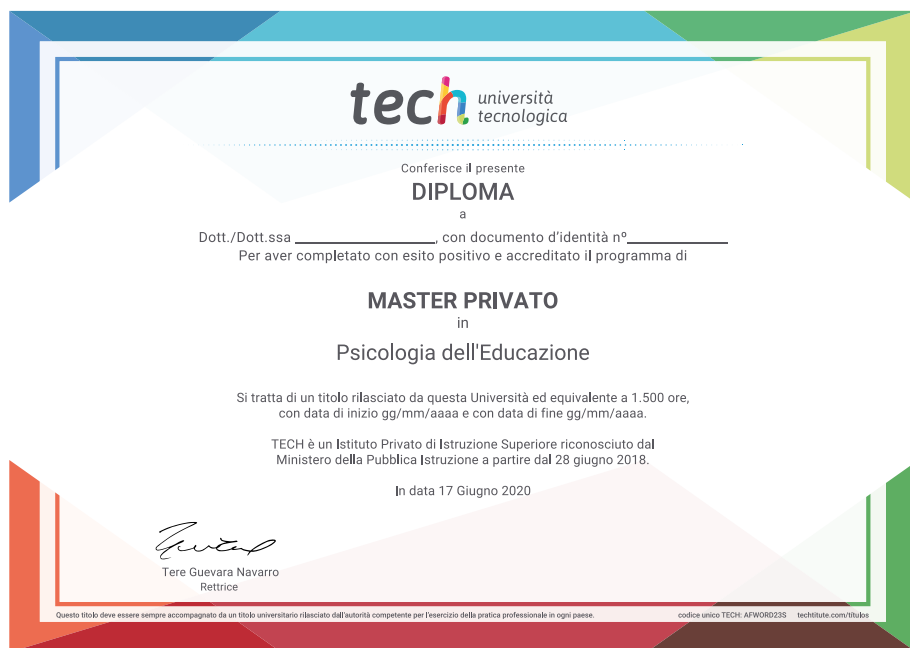 tech università
tecnologica
Conferisce il presente
DIPLOMA
a
Dott./Dott.ssa ________________, con documento d'identità nº____________
Per aver completato con esito positivo e accreditato il programma di
MASTER PRIVATO
in
Psicologia dell'Educazione
Si tratta di un titolo rilasciato da questa Università ed equivalente a 1.500 ore,
con data di inizio gg/mm/aaaa e con data di fine gg/mm/aaaa.
TECH è un Istituto Privato di Istruzione Superiore riconosciuto dal
Ministero della Pubblica Istruzione a partire dal 28 giugno 2018.
In data 17 Giugno 2020
Tere Guevara Navarro
Rettrice
Questo titolo deve essere sempre accompagnato da un titolo universitario rilasciato dall'autorità competente per l'esercizio della pratica professionale in ogni paese. codice unico TECH: AFWORD23S techtitute.com/titulos